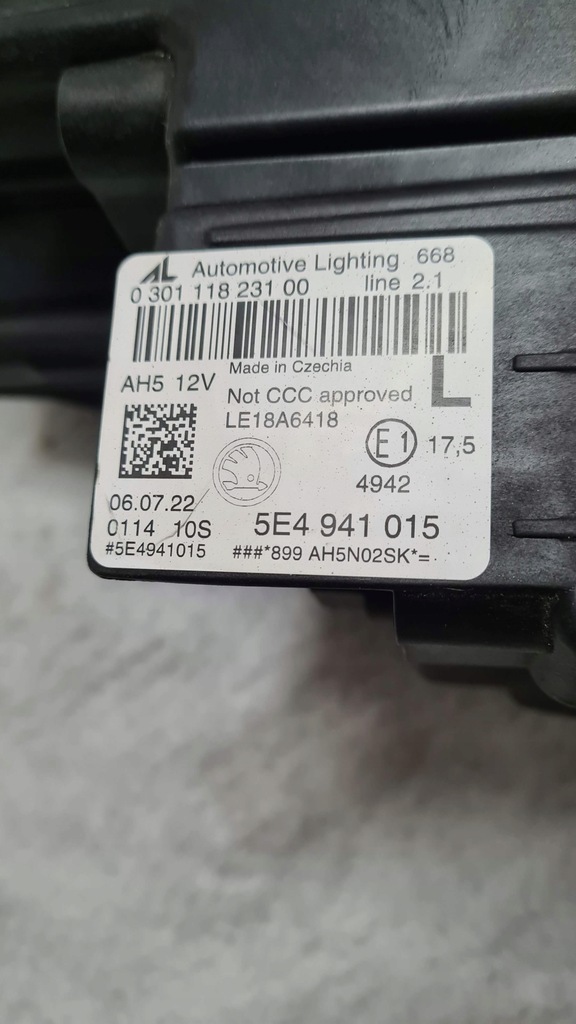 AL Automotive Lighting 668
0 301 118 231 00 line 2.1
Made in Czechia
AH5 12V
Not CCC approved L
LE18A6418
E1 17,5
4942
06.07.22
0114 10S 5E4 941 015
#5E4941015 ###*899 AH5N02SK*=